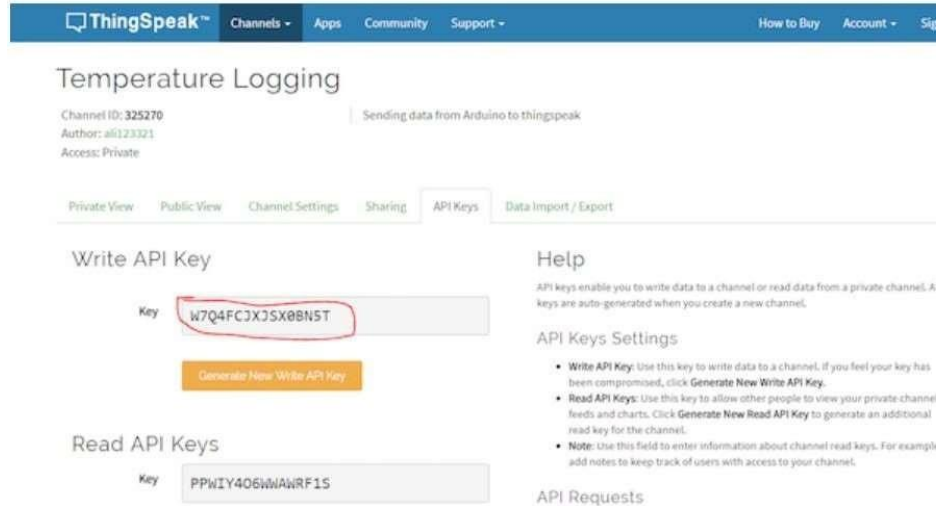 ThingSpeak™ Channels Apps Community Support How to Buy Account
Temperature Logging
Channel ID: 325270
Author: ali123321
Access: Private
Sending data from Arduino to thingspeak
Private View Public View Channel Settings Sharing API Keys Data Import / Export
Write API Key
Key W7Q4FCJXJSX0BN5T
Generate New Write API Key
Read API Keys
Key PPWIY4O6WWAWRF1S
Help
API keys enable you to write data to a channel or read data from a private channel.
keys are auto-generated when you create a new channel.
API Keys Settings
• Write API Key: Use this key to write data to a channel. If you feel your key has
been compromised, click Generate New Write API Key.
• Read API Keys: Use this key to allow other people to view your private channel
feeds and charts. Click Generate New Read API Key to generate an additional
read key for the channel.
• Note: Use this field to enter information about channel read keys. For example
add notes to keep track of users with access to your channel.
API Requests